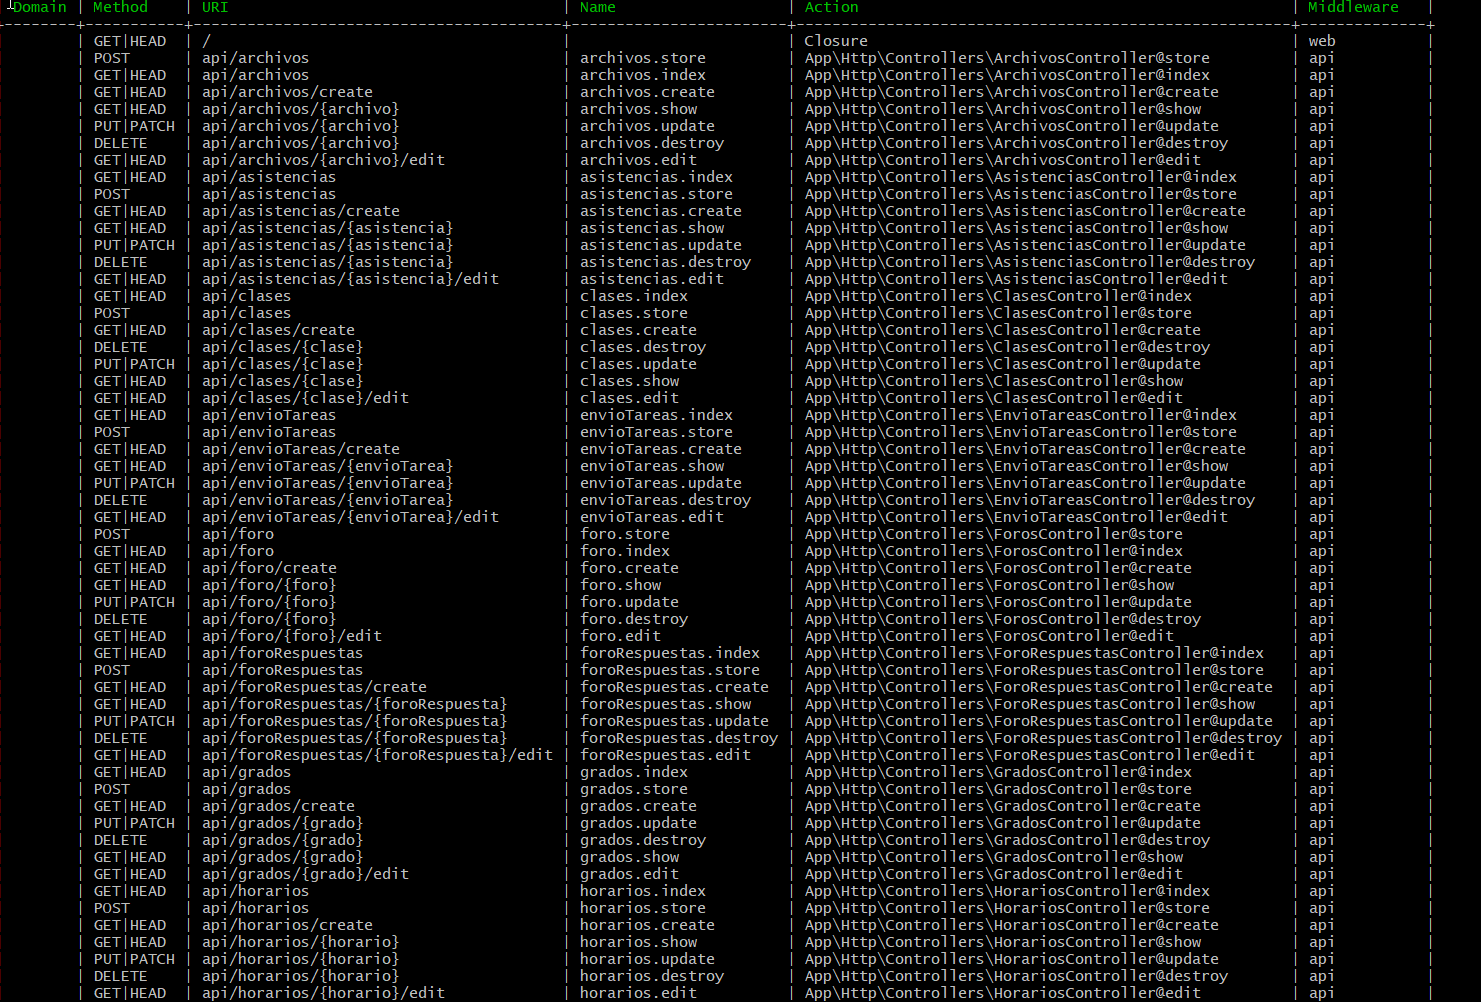 Domain | Method | URI | Name | Action | Middleware
--------+-----------+-----------------------------------------+------------------------+-------------------------------------------------------+--------------+
| GET|HEAD | / | | Closure | web |
| POST | api/archivos | archivos.store | App\Http\Controllers\ArchivosController@store | api |
| GET|HEAD | api/archivos | archivos.index | App\Http\Controllers\ArchivosController@index | api |
| GET|HEAD | api/archivos/create | archivos.create | App\Http\Controllers\ArchivosController@create | api |
| GET|HEAD | api/archivos/{archivo} | archivos.show | App\Http\Controllers\ArchivosController@show | api |
| PUT|PATCH | api/archivos/{archivo} | archivos.update | App\Http\Controllers\ArchivosController@update | api |
| DELETE | api/archivos/{archivo} | archivos.destroy | App\Http\Controllers\ArchivosController@destroy | api |
| GET|HEAD | api/archivos/{archivo}/edit | archivos.edit | App\Http\Controllers\ArchivosController@edit | api |
| GET|HEAD | api/asistencias | asistencias.index | App\Http\Controllers\AsistenciasController@index | api |
| POST | api/asistencias | asistencias.store | App\Http\Controllers\AsistenciasController@store | api |
| GET|HEAD | api/asistencias/create | asistencias.create | App\Http\Controllers\AsistenciasController@create | api |
| GET|HEAD | api/asistencias/{asistencia} | asistencias.show | App\Http\Controllers\AsistenciasController@show | api |
| PUT|PATCH | api/asistencias/{asistencia} | asistencias.update | App\Http\Controllers\AsistenciasController@update | api |
| DELETE | api/asistencias/{asistencia} | asistencias.destroy | App\Http\Controllers\AsistenciasController@destroy | api |
| GET|HEAD | api/asistencias/{asistencia}/edit | asistencias.edit | App\Http\Controllers\AsistenciasController@edit | api |
| GET|HEAD | api/clases | clases.index | App\Http\Controllers\ClasesController@index | api |
| POST | api/clases | clases.store | App\Http\Controllers\ClasesController@store | api |
| GET|HEAD | api/clases/create | clases.create | App\Http\Controllers\ClasesController@create | api |
| DELETE | api/clases/{clase} | clases.destroy | App\Http\Controllers\ClasesController@destroy | api |
| PUT|PATCH | api/clases/{clase} | clases.update | App\Http\Controllers\ClasesController@update | api |
| GET|HEAD | api/clases/{clase} | clases.show | App\Http\Controllers\ClasesController@show | api |
| GET|HEAD | api/clases/{clase}/edit | clases.edit | App\Http\Controllers\ClasesController@edit | api |
| GET|HEAD | api/envioTareas | envioTareas.index | App\Http\Controllers\EnvioTareasController@index | api |
| POST | api/envioTareas | envioTareas.store | App\Http\Controllers\EnvioTareasController@store | api |
| GET|HEAD | api/envioTareas/create | envioTareas.create | App\Http\Controllers\EnvioTareasController@create | api |
| GET|HEAD | api/envioTareas/{envioTarea} | envioTareas.show | App\Http\Controllers\EnvioTareasController@show | api |
| PUT|PATCH | api/envioTareas/{envioTarea} | envioTareas.update | App\Http\Controllers\EnvioTareasController@update | api |
| DELETE | api/envioTareas/{envioTarea} | envioTareas.destroy | App\Http\Controllers\EnvioTareasController@destroy | api |
| GET|HEAD | api/envioTareas/{envioTarea}/edit | envioTareas.edit | App\Http\Controllers\EnvioTareasController@edit | api |
| POST | api/foro | foro.store | App\Http\Controllers\ForosController@store | api |
| GET|HEAD | api/foro | foro.index | App\Http\Controllers\ForosController@index | api |
| GET|HEAD | api/foro/create | foro.create | App\Http\Controllers\ForosController@create | api |
| GET|HEAD | api/foro/{foro} | foro.show | App\Http\Controllers\ForosController@show | api |
| PUT|PATCH | api/foro/{foro} | foro.update | App\Http\Controllers\ForosController@update | api |
| DELETE | api/foro/{foro} | foro.destroy | App\Http\Controllers\ForosController@destroy | api |
| GET|HEAD | api/foro/{foro}/edit | foro.edit | App\Http\Controllers\ForosController@edit | api |
| GET|HEAD | api/foroRespuestas | foroRespuestas.index | App\Http\Controllers\ForoRespuestasController@index | api |
| POST | api/foroRespuestas | foroRespuestas.store | App\Http\Controllers\ForoRespuestasController@store | api |
| GET|HEAD | api/foroRespuestas/create | foroRespuestas.create | App\Http\Controllers\ForoRespuestasController@create | api |
| GET|HEAD | api/foroRespuestas/{foroRespuesta} | foroRespuestas.show | App\Http\Controllers\ForoRespuestasController@show | api |
| PUT|PATCH | api/foroRespuestas/{foroRespuesta} | foroRespuestas.update | App\Http\Controllers\ForoRespuestasController@update | api |
| DELETE | api/foroRespuestas/{foroRespuesta} | foroRespuestas.destroy | App\Http\Controllers\ForoRespuestasController@destroy | api |
| GET|HEAD | api/foroRespuestas/{foroRespuesta}/edit | foroRespuestas.edit | App\Http\Controllers\ForoRespuestasController@edit | api |
| GET|HEAD | api/grados | grados.index | App\Http\Controllers\GradosController@index | api |
| POST | api/grados | grados.store | App\Http\Controllers\GradosController@store | api |
| GET|HEAD | api/grados/create | grados.create | App\Http\Controllers\GradosController@create | api |
| PUT|PATCH | api/grados/{grado} | grados.update | App\Http\Controllers\GradosController@update | api |
| DELETE | api/grados/{grado} | grados.destroy | App\Http\Controllers\GradosController@destroy | api |
| GET|HEAD | api/grados/{grado} | grados.show | App\Http\Controllers\GradosController@show | api |
| GET|HEAD | api/grados/{grado}/edit | grados.edit | App\Http\Controllers\GradosController@edit | api |
| GET|HEAD | api/horarios | horarios.index | App\Http\Controllers\HorariosController@index | api |
| POST | api/horarios | horarios.store | App\Http\Controllers\HorariosController@store | api |
| GET|HEAD | api/horarios/create | horarios.create | App\Http\Controllers\HorariosController@create | api |
| GET|HEAD | api/horarios/{horario} | horarios.show | App\Http\Controllers\HorariosController@show | api |
| PUT|PATCH | api/horarios/{horario} | horarios.update | App\Http\Controllers\HorariosController@update | api |
| DELETE | api/horarios/{horario} | horarios.destroy | App\Http\Controllers\HorariosController@destroy | api |
| GET|HEAD | api/horarios/{horario}/edit | horarios.edit | App\Http\Controllers\HorariosController@edit | api |